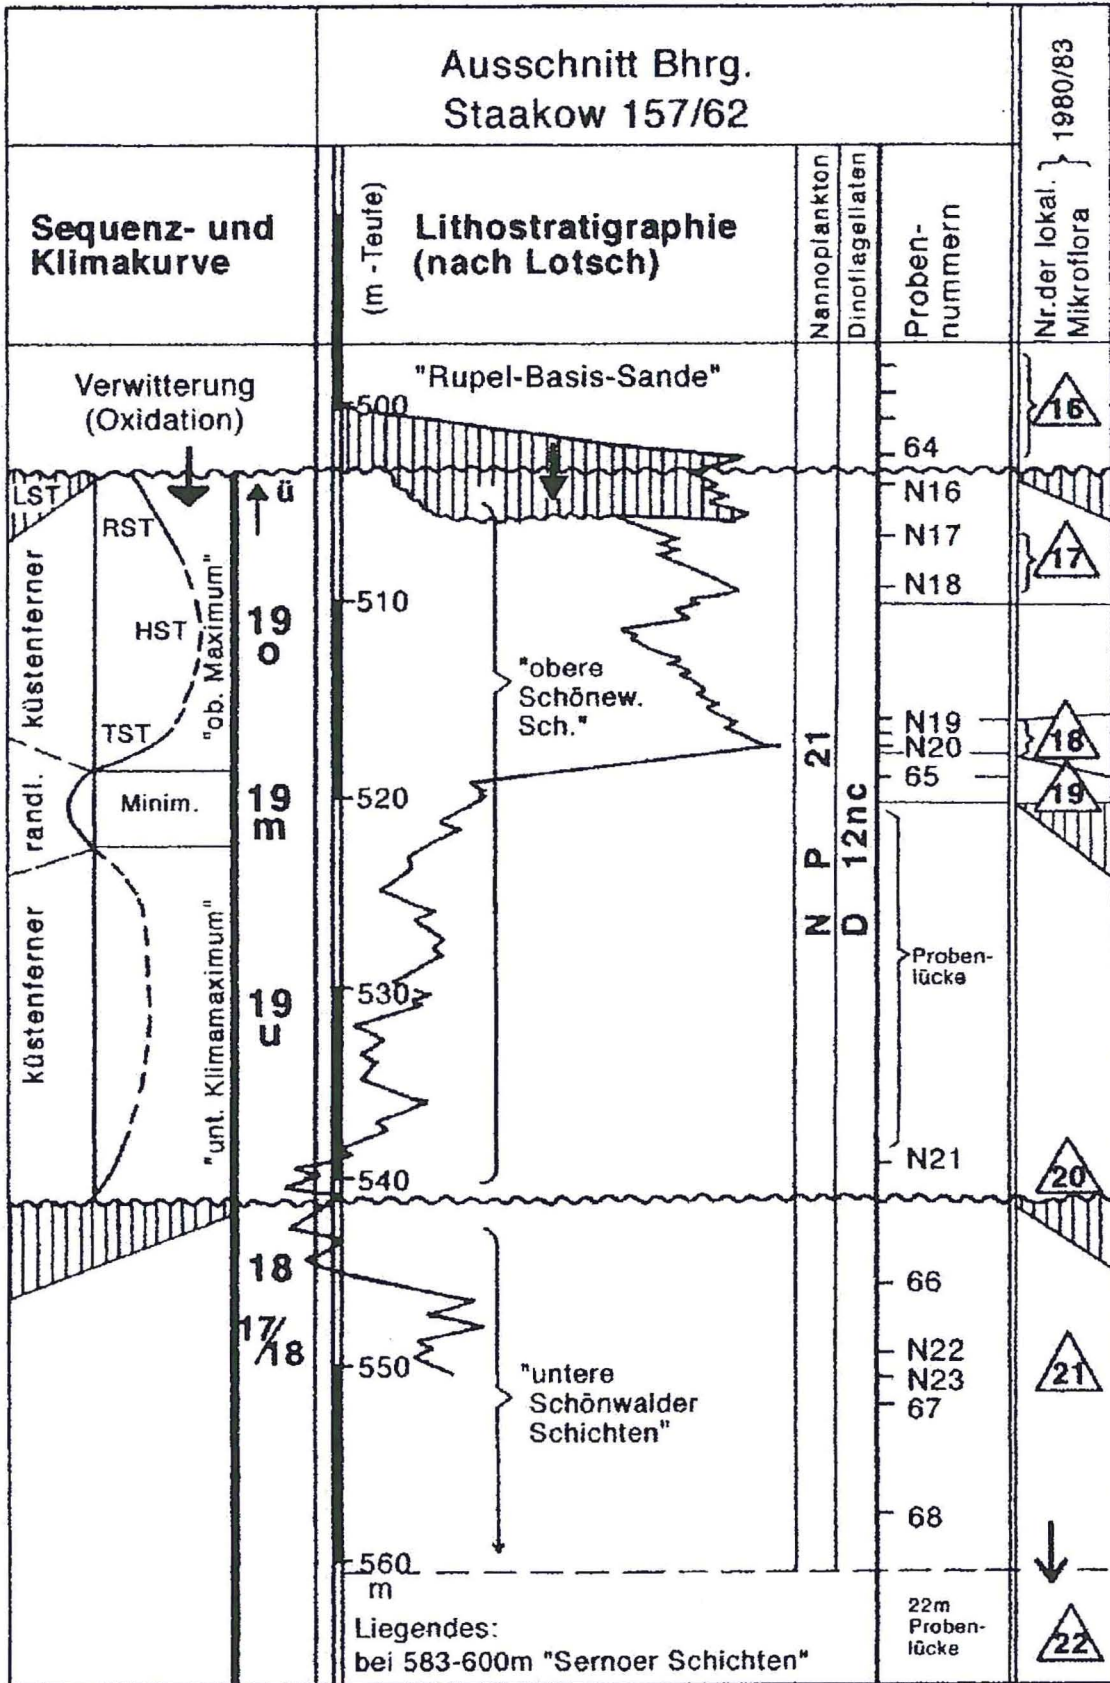 Ausschnitt Bhrg.
Staakow 157/62
Nr.der lokal. } 1980/83
Mikroflora
Sequenz- und
Klimakurve
(m -Teufe)
Lithostratigraphie
(nach Lotsch)
Nannoplankton
Dinoflagellaten
Proben-
nummern
Verwitterung
(Oxidation)
"Rupel-Basis-Sande"
500
16
64
LST
ü
N16
RST
N17
17
N18
küstenferner
HST
"ob. Maximum"
19
o
510
"obere
Schönew.
Sch."
TST
N19
18
N20
65
19
randl.
Minim.
19
m
520
N P 21
D 12nc
Proben-
lücke
küstenferner
"unt. Klimamaximum"
19
u
530
N21
20
540
18
66
17/18
N22
550
21
N23
"untere
Schönwalder
Schichten"
67
68
560
m
22m
Proben-
lücke
22
Liegendes:
bei 583-600m "Sernoer Schichten"